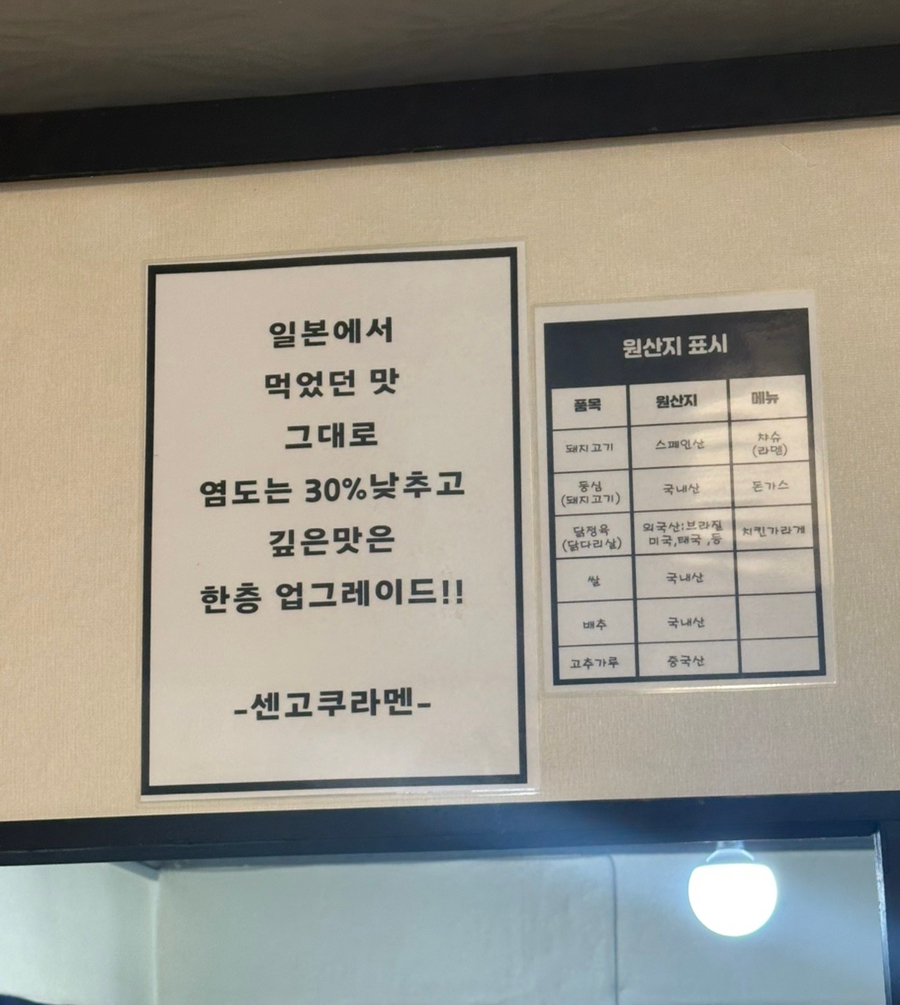 일본에서
먹었던 맛
그대로
염도는 30%낮추고
깊은맛은
한층 업그레이드!!
-센고쿠라멘-
원산지 표시
품목 원산지 메뉴
돼지고기 스페인산 챠슈
(라멘)
등심
(돼지고기) 국내산 돈가스
닭정육
(닭다리살) 외국산:브라질
미국,태국 ,등 치킨가라게
쌀 국내산
배추 국내산
고추가루 중국산